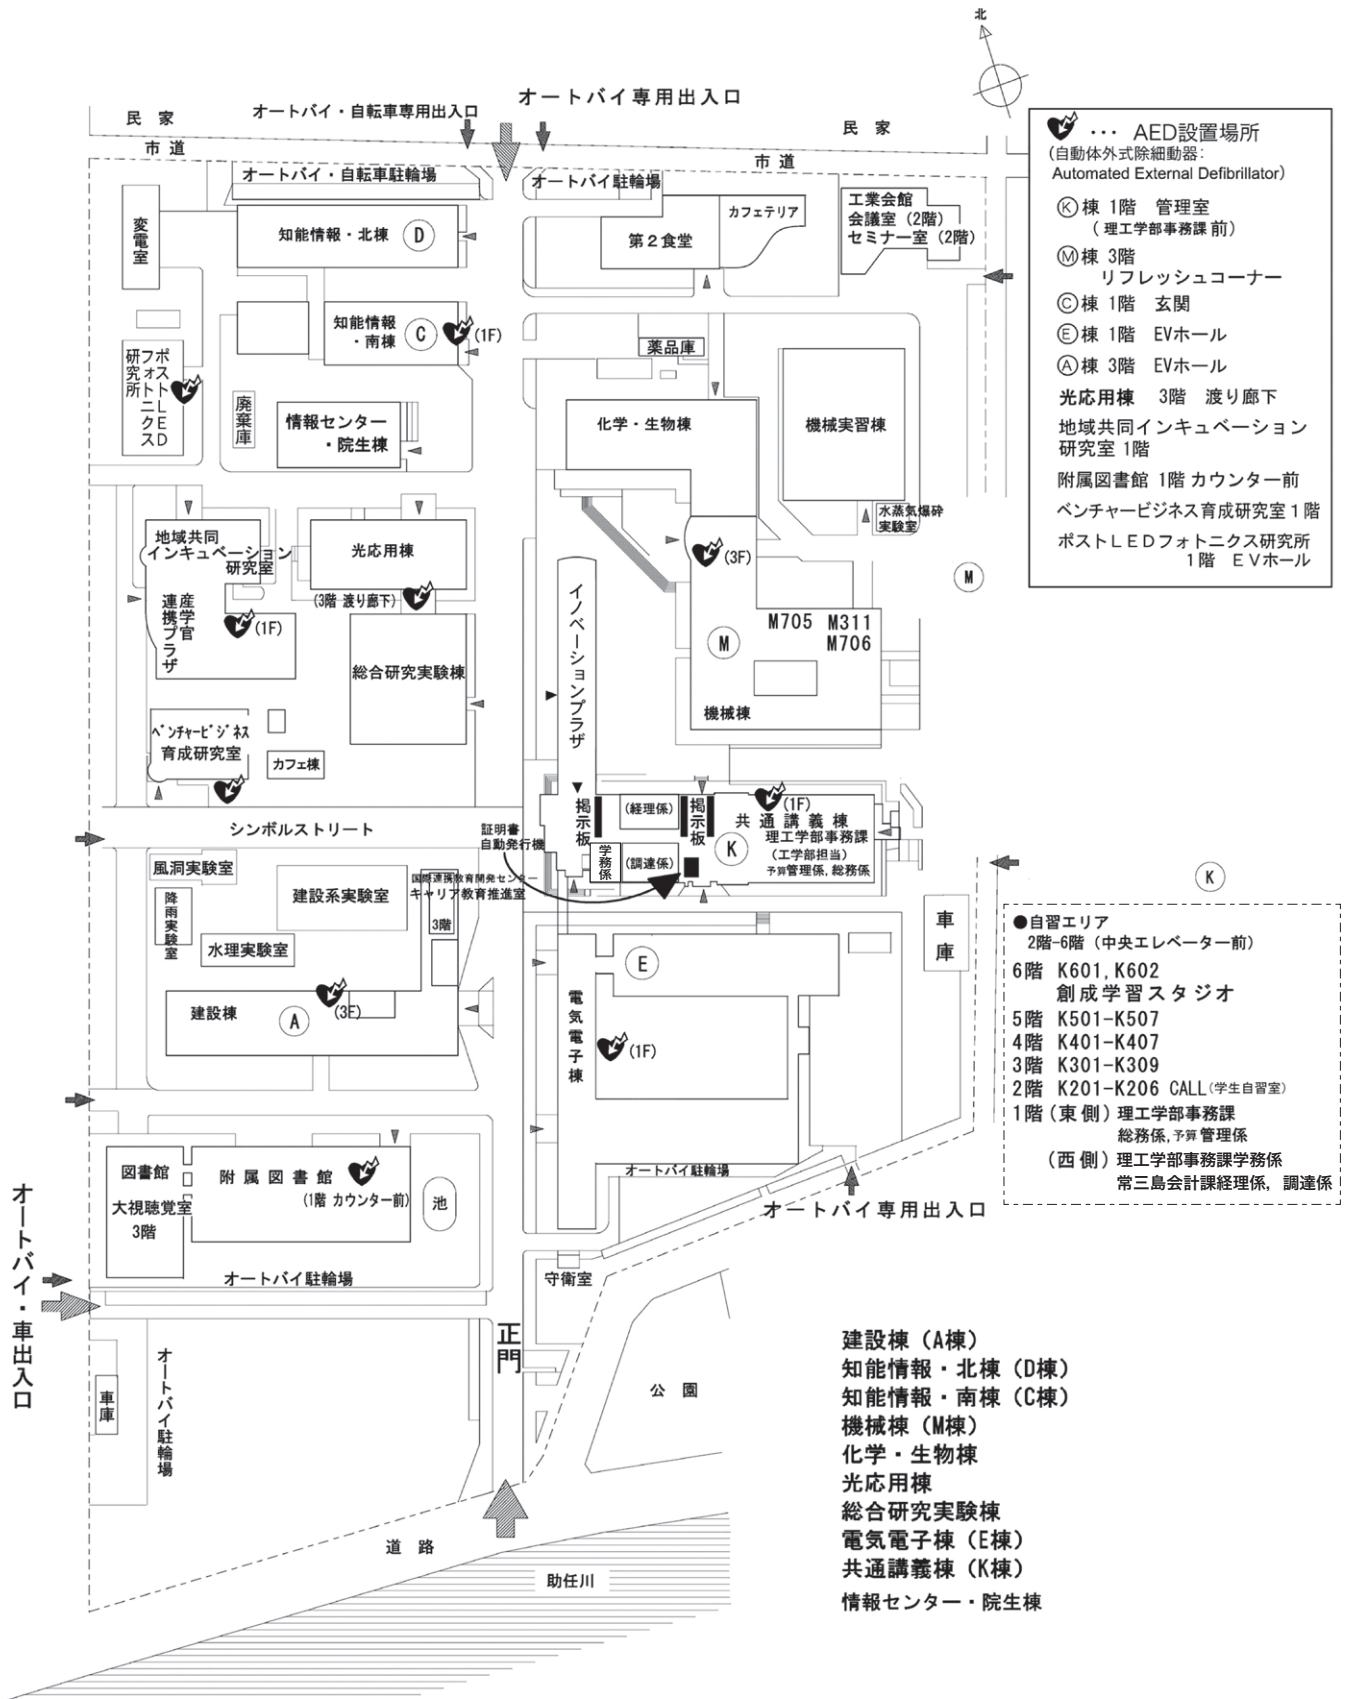 北
オートバイ専用出入口
オートバイ・自転車専用出入口
民 家
民 家
市 道
市 道
オートバイ・自転車駐輪場
オートバイ駐輪場
変電室
知能情報・北棟 D
第2食堂
カフェテリア
工業会館
会議室(2階)
セミナー室(2階)
知能情報
・南棟
C
(1F)
薬品庫
ポストLED
フォトニクス
研究所
廃棄庫
情報センター
・院生棟
化学・生物棟
機械実習棟
水蒸気爆砕
実験室
地域共同
インキュベーション
研究室
光応用棟
(3階 渡り廊下)
産学官
連携プラザ
(1F)
総合研究実験棟
イノベーションプラザ
(3F)
M
M705 M311
M706
機械棟
M
ベンチャービジネス
育成研究室
カフェ棟
シンボルストリート
証明書
自動発行機
掲示板
(経理係)
掲示板
(1F)
共通講義棟
理工学部事務課
(工学部担当)
予算管理係,総務係
K
学務係
(調達係)
国際連携教育開発センター
キャリア教育推進室
3階
風洞実験室
降雨実験室
建設系実験室
水理実験室
建設棟
A
(3F)
E
電気電子棟
(1F)
車庫
K
図書館
大視聴覚室
3階
附属図書館
(1階 カウンター前)
池
オートバイ駐輪場
オートバイ駐輪場
オートバイ専用出入口
守衛室
オートバイ・車出入口
正門
車庫
オートバイ駐輪場
公 園
道 路
助任川
… AED設置場所
(自動体外式除細動器:
Automated External Defibrillator)
K棟 1階 管理室
(理工学部事務課前)
M棟 3階
リフレッシュコーナー
C棟 1階 玄関
E棟 1階 EVホール
A棟 3階 EVホール
光応用棟 3階 渡り廊下
地域共同インキュベーション
研究室 1階
附属図書館 1階 カウンター前
ベンチャービジネス育成研究室1階
ポストLEDフォトニクス研究所
1階 EVホール
●自習エリア
2階-6階(中央エレベーター前)
6階 K601,K602
創成学習スタジオ
5階 K501-K507
4階 K401-K407
3階 K301-K309
2階 K201-K206 CALL(学生自習室)
1階(東側)理工学部事務課
総務係,予算管理係
(西側)理工学部事務課学務係
常三島会計課経理係,調達係
建設棟(A棟)
知能情報・北棟(D棟)
知能情報・南棟(C棟)
機械棟(M棟)
化学・生物棟
光応用棟
総合研究実験棟
電気電子棟(E棟)
共通講義棟(K棟)
情報センター・院生棟